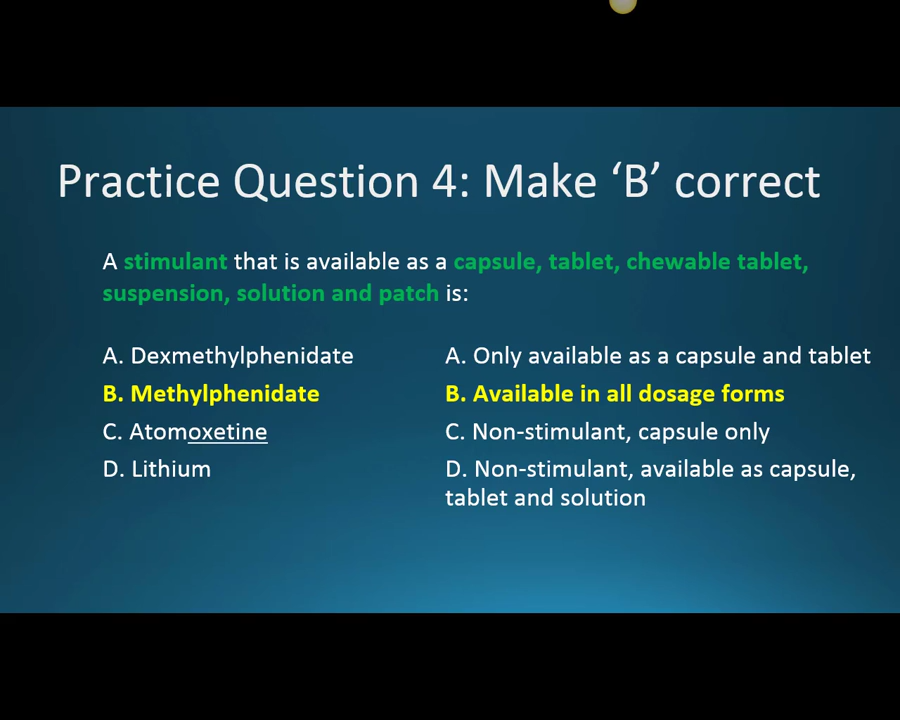 Practice Question 4: Make ‘B’ correct
A stimulant that is available as a capsule, tablet, chewable tablet,
suspension, solution and patch is:
A. Dexmethylphenidate
B. Methylphenidate
C. Atomoxetine
D. Lithium
A. Only available as a capsule and tablet
B. Available in all dosage forms
C. Non-stimulant, capsule only
D. Non-stimulant, available as capsule,
tablet and solution